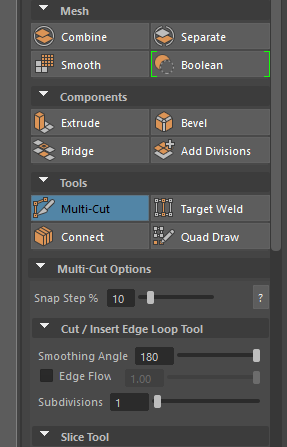 Mesh
Combine Separate
Smooth Boolean
Components
Extrude Bevel
Bridge Add Divisions
Tools
Multi-Cut Target Weld
Connect Quad Draw
Multi-Cut Options
Snap Step % 10 ?
Cut / Insert Edge Loop Tool
Smoothing Angle 180
Edge Flow 1.00
Subdivisions 1
Slice Tool